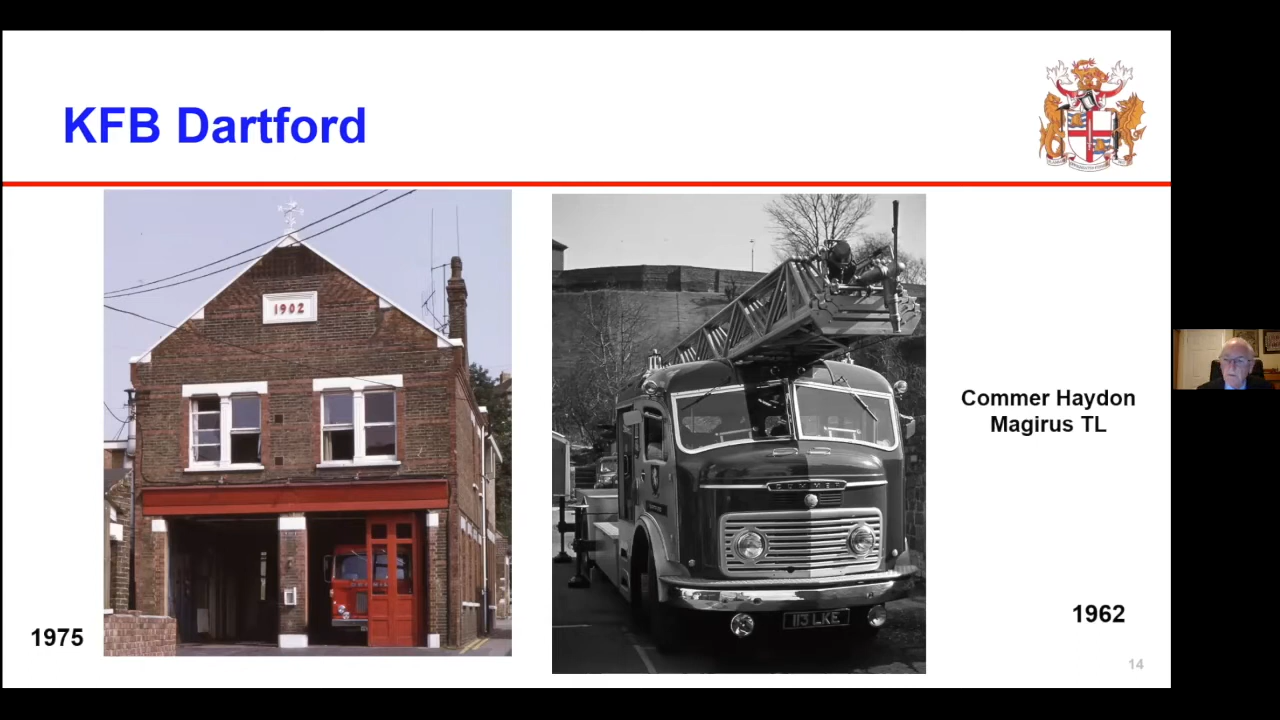 KFB Dartford
1902
COMMER
113 LKE
Commer Haydon
Magirus TL
1975
1962
14